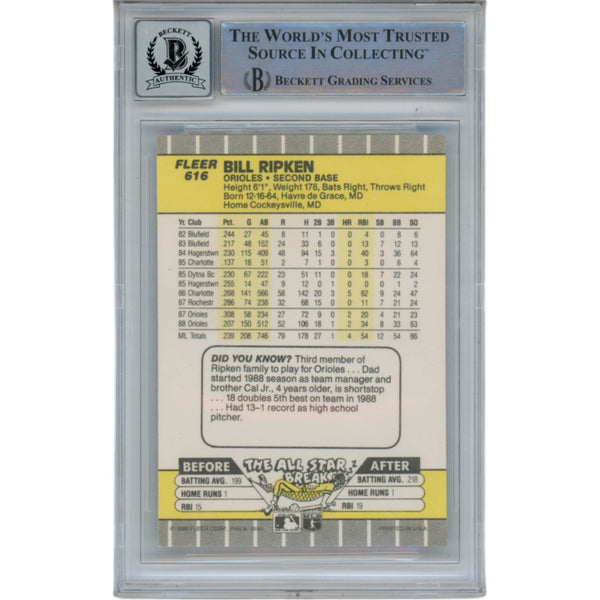 BECKETT
B
AUTHENTIC
THE WORLD'S MOST TRUSTED
SOURCE IN COLLECTING™
B BECKETT GRADING SERVICES
FLEER
616
BILL RIPKEN
ORIOLES • SECOND BASE
Height 6'1", Weight 178, Bats Right, Throws Right
Born 12-16-64, Havre de Grace, MD
Home Cockeysville, MD
Yr. Club Pct. G AB R H 2B 3B HR RBI SB BB SO
82 Blufield .244 27 45 8 11 1 0 0 4 0 8 6
83 Blufield .217 48 152 24 33 6 0 0 13 7 12 13
84 Hagerstwn .230 115 409 48 94 15 3 2 40 3 36 64
85 Charlotte .137 18 51 2 7 1 0 0 3 0 6 4
85 Dytna Bc .230 67 222 23 51 11 0 0 18 7 22 24
85 Hagerstwn .255 14 47 9 12 0 1 0 0 0 1 2
86 Charlotte .268 141 566 58 142 20 3 5 62 9 24 47
87 Rochestr .286 74 238 32 68 15 0 0 11 7 21 24
87 Orioles .308 58 234 27 72 9 0 2 20 4 21 23
88 Orioles .207 150 512 52 106 18 1 2 34 8 33 63
ML Totals .239 208 746 79 178 27 1 4 54 12 54 86
DID YOU KNOW? Third member of
Ripken family to play for Orioles . . . Dad
started 1988 season as team manager and
brother Cal Jr., 4 years older, is shortstop
. . . 18 doubles 5th best on team in 1988
. . . Had 13-1 record as high school
pitcher.
BEFORE THE ALL STAR BREAK AFTER
BATTING AVG. .199 BATTING AVG. .218
HOME RUNS 1 HOME RUNS 1
RBI 15 RBI 19
© 1989 FLEER CORP., PHILA. 19141 PRINTED IN U.S.A.